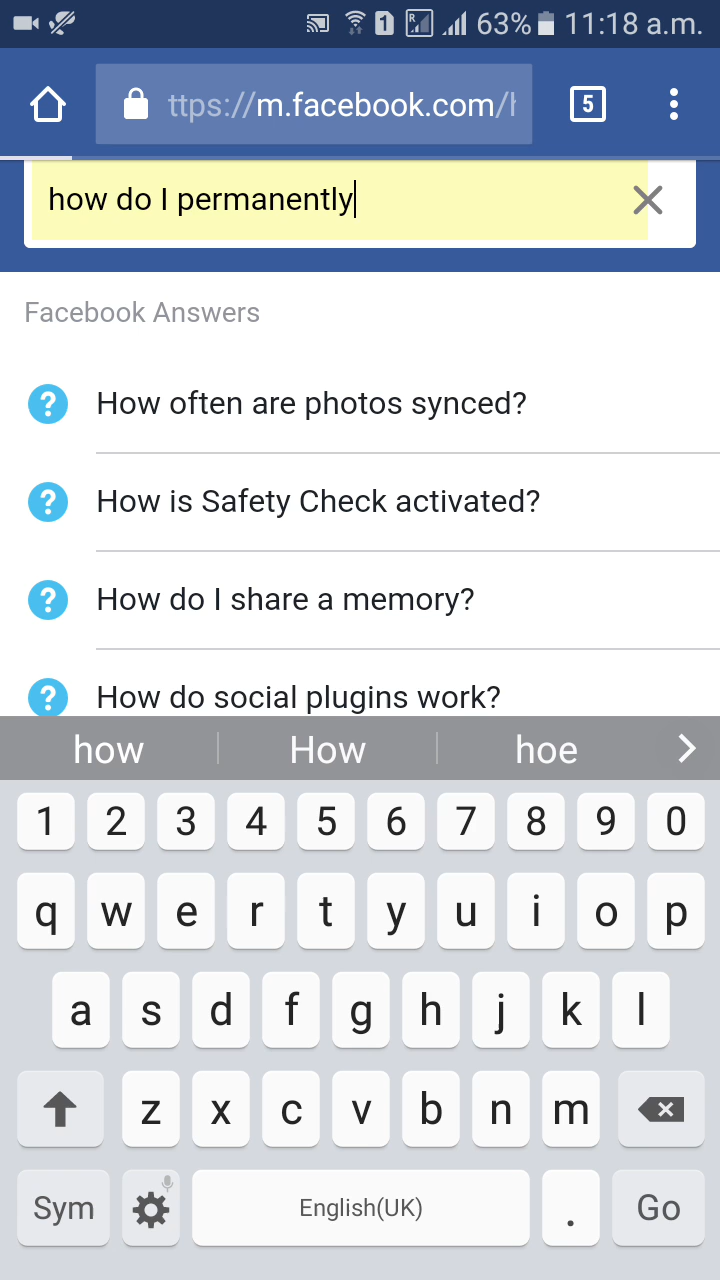 1 R 63% 11:18 a.m.
ttps://m.facebook.com/h 5
how do I permanently
Facebook Answers
? How often are photos synced?
? How is Safety Check activated?
? How do I share a memory?
? How do social plugins work?
how How hoe
1 2 3 4 5 6 7 8 9 0
q w e r t y u i o p
a s d f g h j k l
z x c v b n m
Sym English(UK) . Go